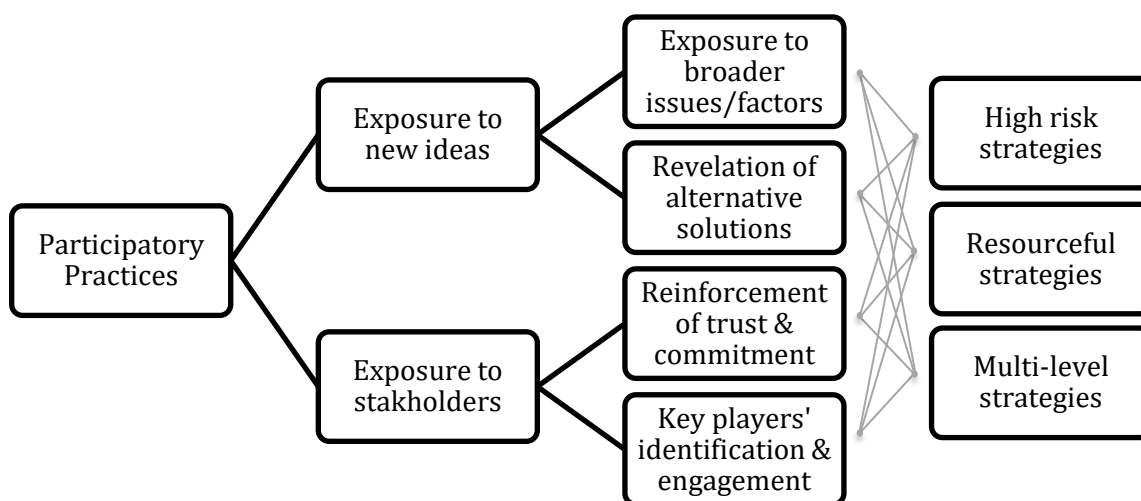 Participatory
Practices
Exposure to
new ideas
Exposure to
stakholders
Exposure to
broader
issues/factors
Revelation of
alternative
solutions
Reinforcement
of trust &
commitment
Key players'
identification &
engagement
High risk
strategies
Resourceful
strategies
Multi-level
strategies